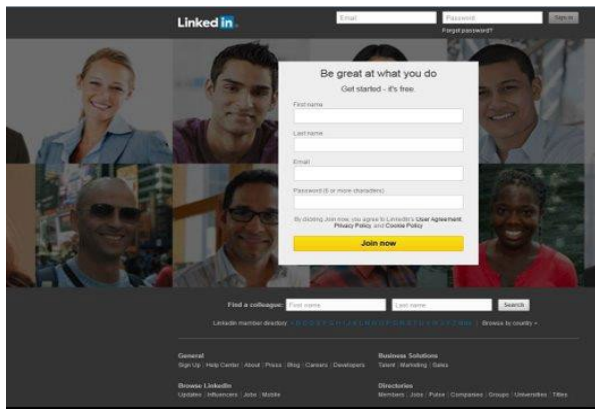 Linked in
Email Password Sign in
Forgot password?
Be great at what you do
Get started - it's free.
First name
Last name
Email
Password (6 or more characters)
By clicking Join now, you agree to LinkedIn's User Agreement,
Privacy Policy, and Cookie Policy
Join now
Find a colleague: First name Last name Search
LinkedIn member directory: Browse by country
General
Sign Up | Help Center | About | Press | Blog | Careers | Developers
Business Solutions
Talent | Marketing | Sales
Browse LinkedIn
Updates | Influencers | Jobs | Mobile
Directories
Members | Jobs | Pulse | Companies | Groups | Universities | Titles